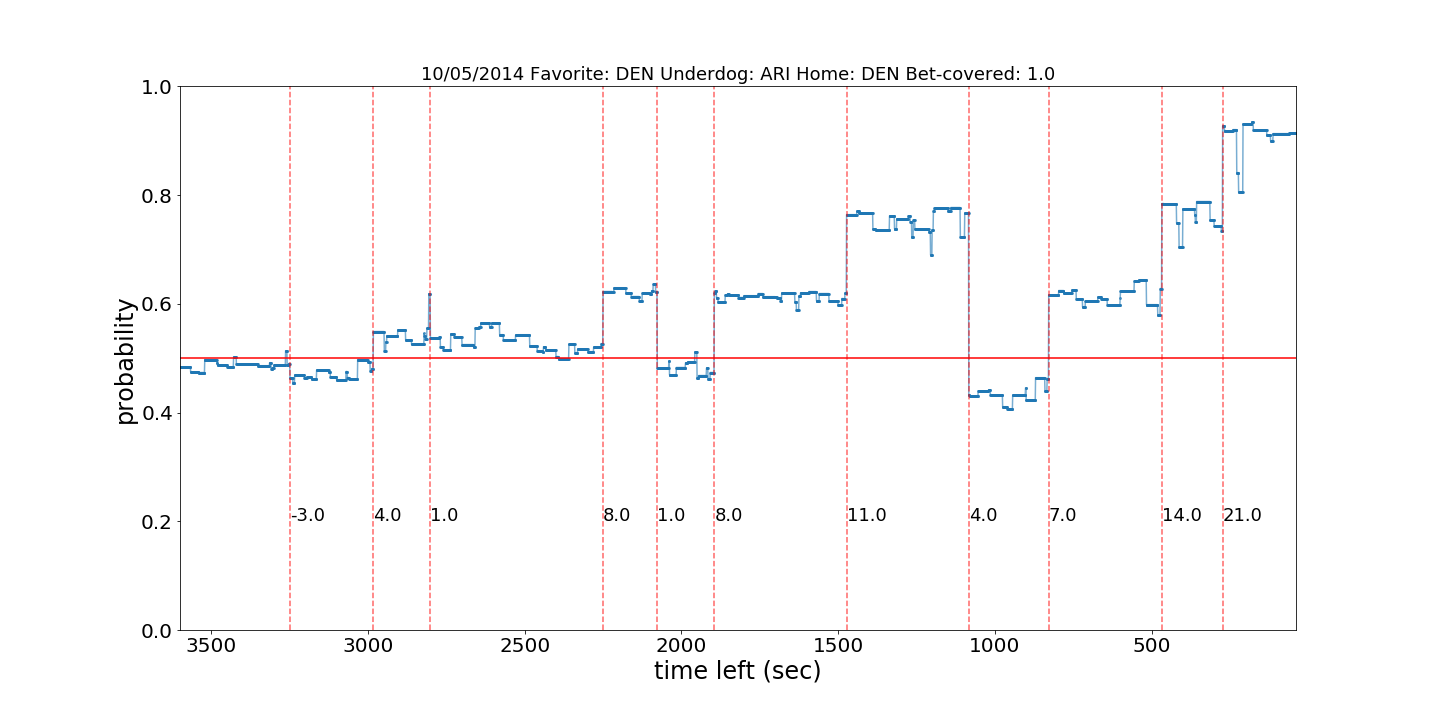 10/05/2014 Favorite: DEN Underdog: ARI Home: DEN Bet-covered: 1.0
1.0
0.8
0.6
0.4
0.2
0.0
probability
-3.0 4.0 1.0 8.0 1.0 8.0 11.0 4.0 7.0 14.0 21.0
3500 3000 2500 2000 1500 1000 500
time left (sec)